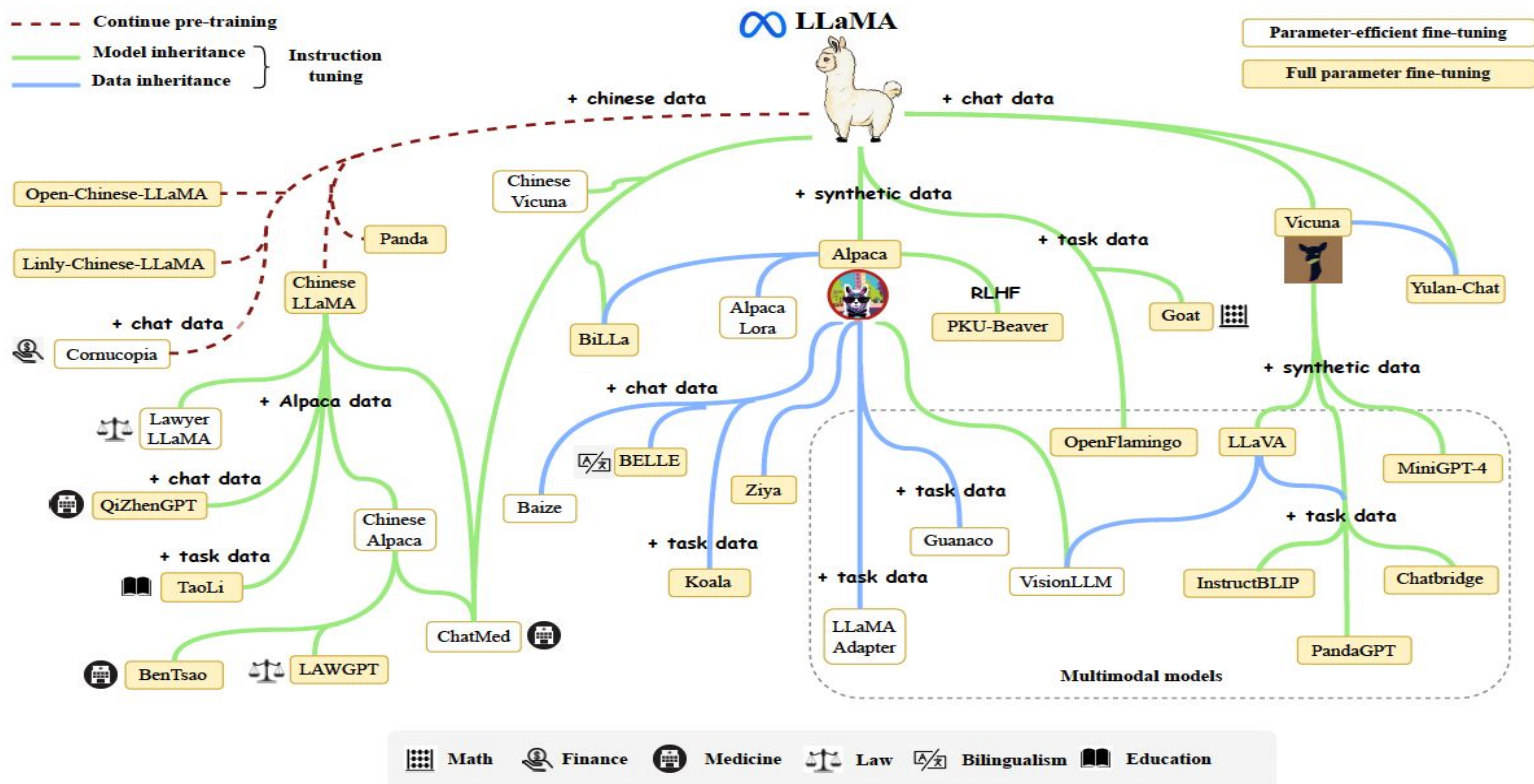 Continue pre-training
Model inheritance
Data inheritance
Instruction
tuning
LLaMA
Parameter-efficient fine-tuning
Full parameter fine-tuning
+ chinese data
+ chat data
Chinese
Vicuna
+ synthetic data
Open-Chinese-LLaMA
Panda
Vicuna
+ task data
Linly-Chinese-LLaMA
Alpaca
Chinese
LLaMA
Yulan-Chat
RLHF
Alpaca
Lora
Goat
+ chat data
BiLLa
PKU-Beaver
Cornucopia
+ synthetic data
+ chat data
+ Alpaca data
Lawyer
LLaMA
OpenFlamingo
LLaVA
BELLE
MiniGPT-4
+ chat data
Ziya
+ task data
QiZhenGPT
Baize
+ task data
Chinese
Alpaca
Guanaco
+ task data
+ task data
+ task data
TaoLi
Koala
VisionLLM
InstructBLIP
Chatbridge
ChatMed
LLaMA
Adapter
PandaGPT
BenTsao
LAWGPT
Multimodal models
Math
Finance
Medicine
Law
Bilingualism
Education